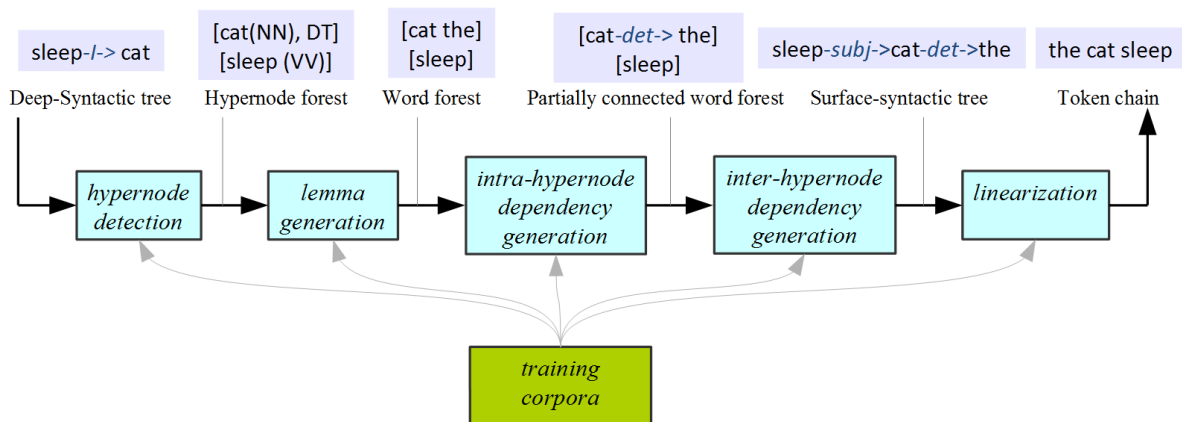 sleep-I-> cat
[cat(NN), DT]
[sleep (VV)]
[cat the]
[sleep]
[cat-det-> the]
[sleep]
sleep-subj->cat-det->the
the cat sleep
Deep-Syntactic tree
Hypernode forest
Word forest
Partially connected word forest
Surface-syntactic tree
Token chain
hypernode
detection
lemma
generation
intra-hypernode
dependency
generation
inter-hypernode
dependency
generation
linearization
training
corpora